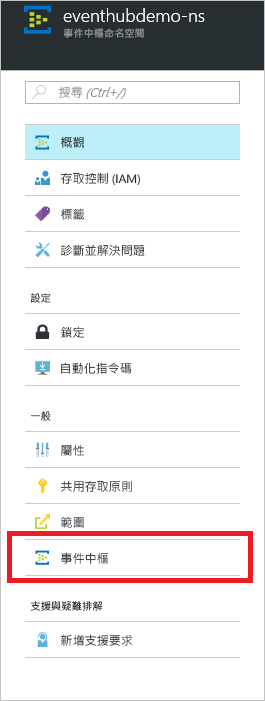 eventhubdemo-ns
事件中樞命名空間
搜尋 (Ctrl+/)
概觀
存取控制 (IAM)
標籤
診斷並解決問題
設定
鎖定
自動化指令碼
一般
屬性
共用存取原則
範圍
事件中樞
支援與疑難排解
新增支援要求